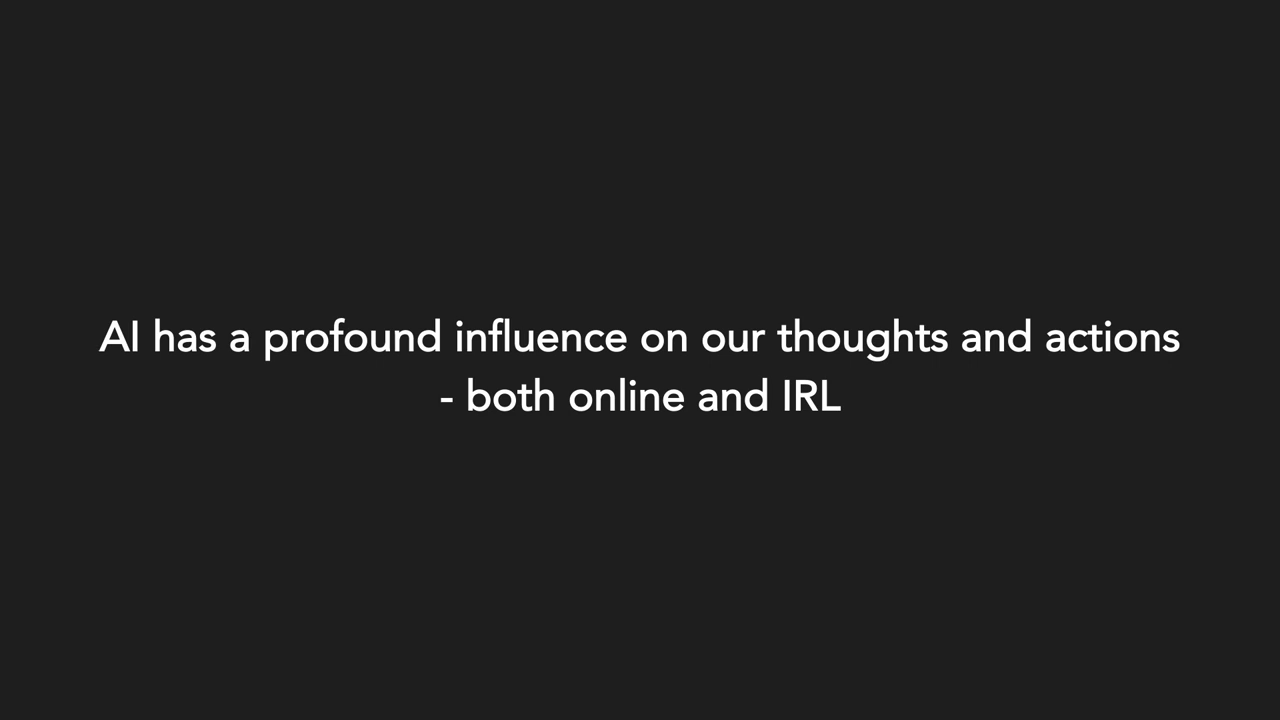 AI has a profound influence on our thoughts and actions
- both online and IRL